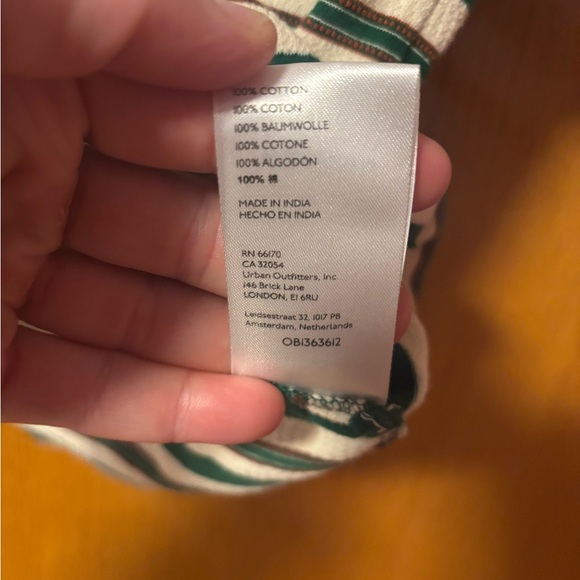 100% COTTON
100% COTON
100% BAUMWOLLE
100% COTONE
100% ALGODÓN
100% 棉
MADE IN INDIA
HECHO EN INDIA
RN 66170
CA 32054
Urban Outfitters, Inc
146 Brick Lane
LONDON, E1 6RU
Leidsestraat 32, 1017 PB
Amsterdam, Netherlands
OB1363612